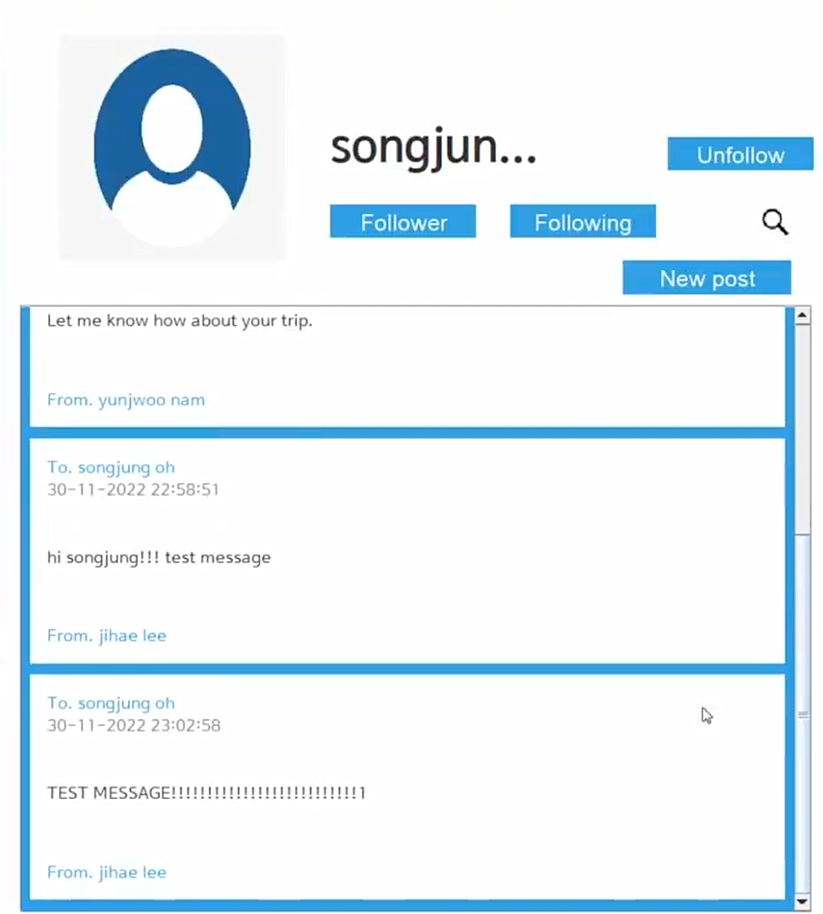 songjun...
Unfollow
Follower
Following
New post
Let me know how about your trip.
From. yunjwoo nam
To. songjung oh
30-11-2022 22:58:51
hi songjung!!! test message
From. jihae lee
To. songjung oh
30-11-2022 23:02:58
TEST MESSAGE!!!!!!!!!!!!!!!!!!!!!!!!!!!1
From. jihae lee